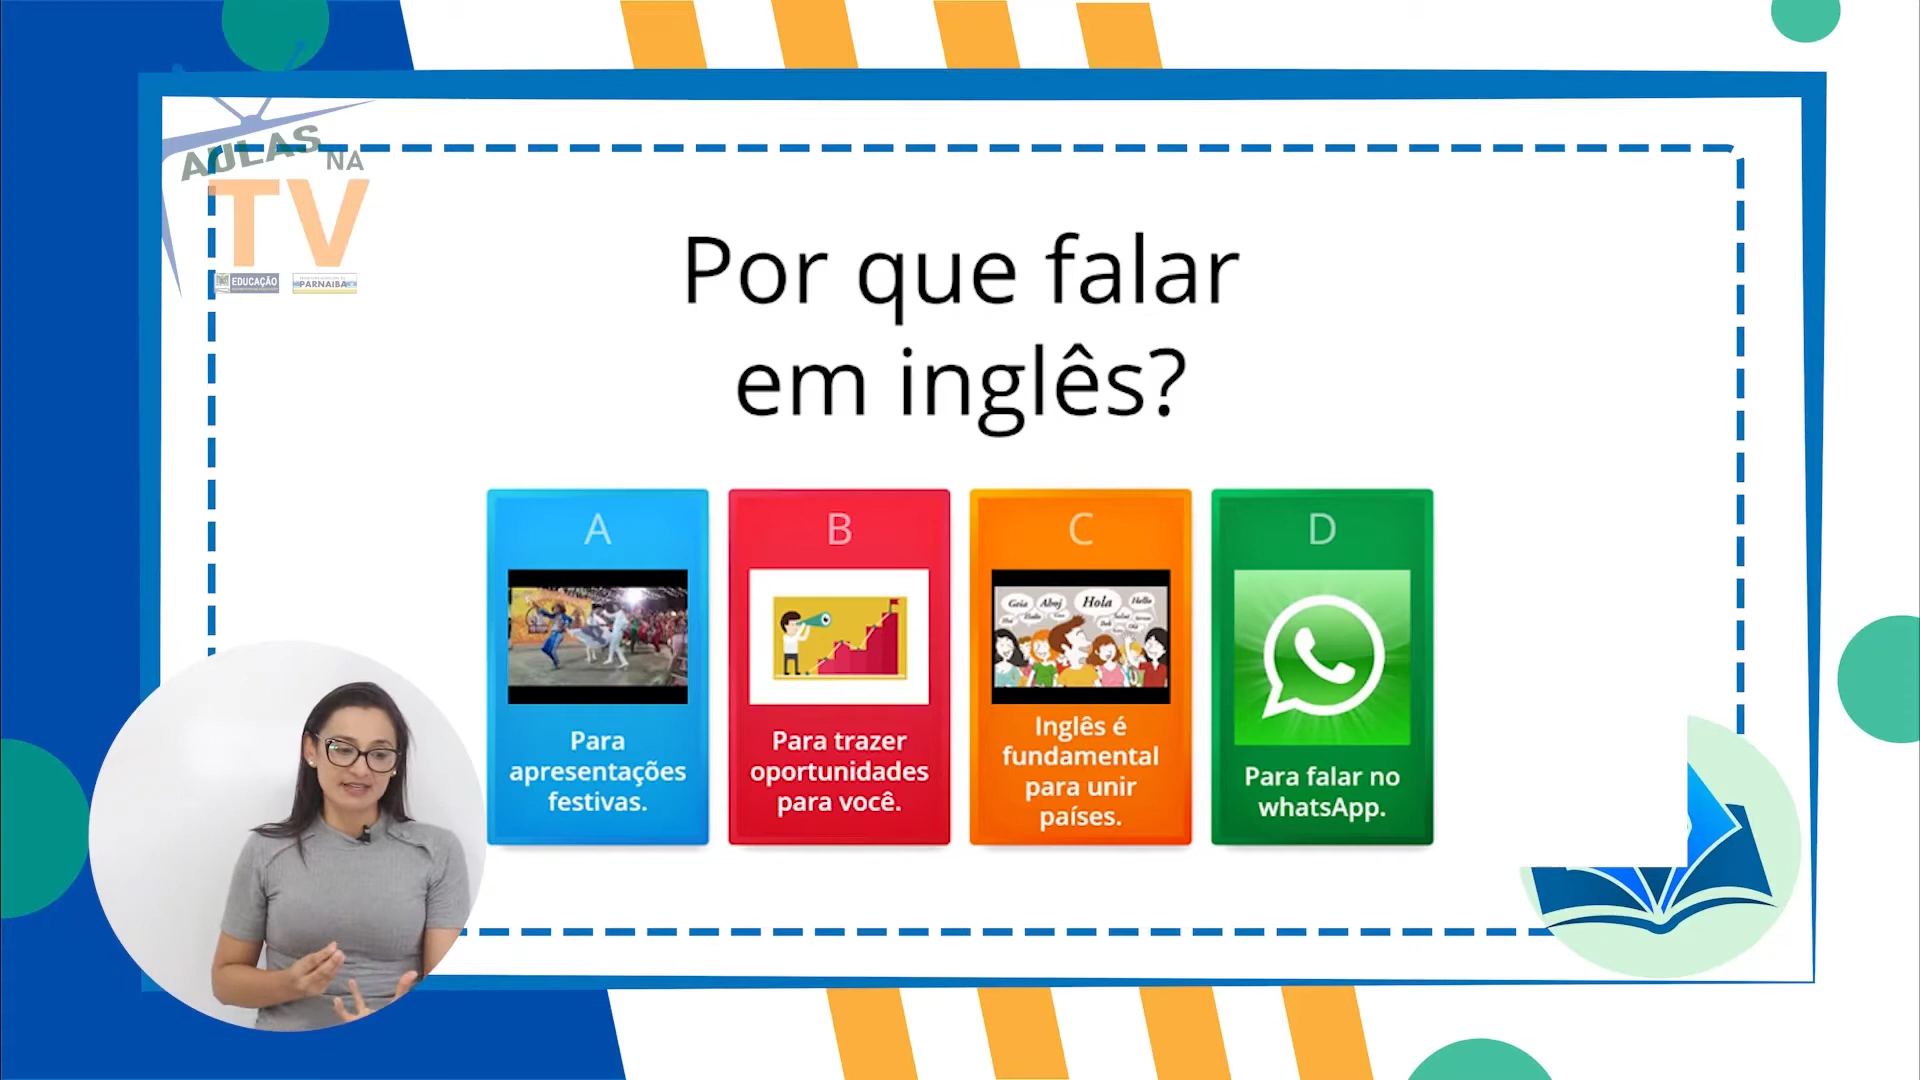 AULAS
NA
TV
EDUCAÇÃO
PARNAÍBA
Por que falar
em inglês?
A
Para
apresentações
festivas.
B
Para trazer
oportunidades
para você.
C
Hola
Hello
Inglês é
fundamental
para unir
países.
D
Para falar no
whatsApp.